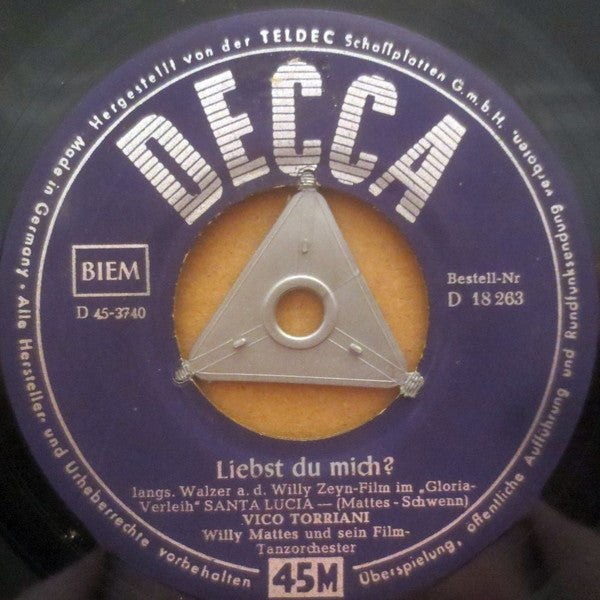 Made in Germany • Alle Hersteller- und Urheberrechte vorbehalten
Hergestellt von der TELDEC Schallplatten G.m.b.H.
Überspielung, öffentliche Aufführung und Rundfunksendung verboten.
DECCA
BIEM
D 45-3740
Bestell-Nr
D 18 263
Liebst du mich?
langs. Walzer a. d. Willy Zeyn-Film im „Gloria-
Verleih" SANTA LUCIA — (Mattes - Schwenn)
VICO TORRIANI
Willy Mattes und sein Film-
Tanzorchester
45M